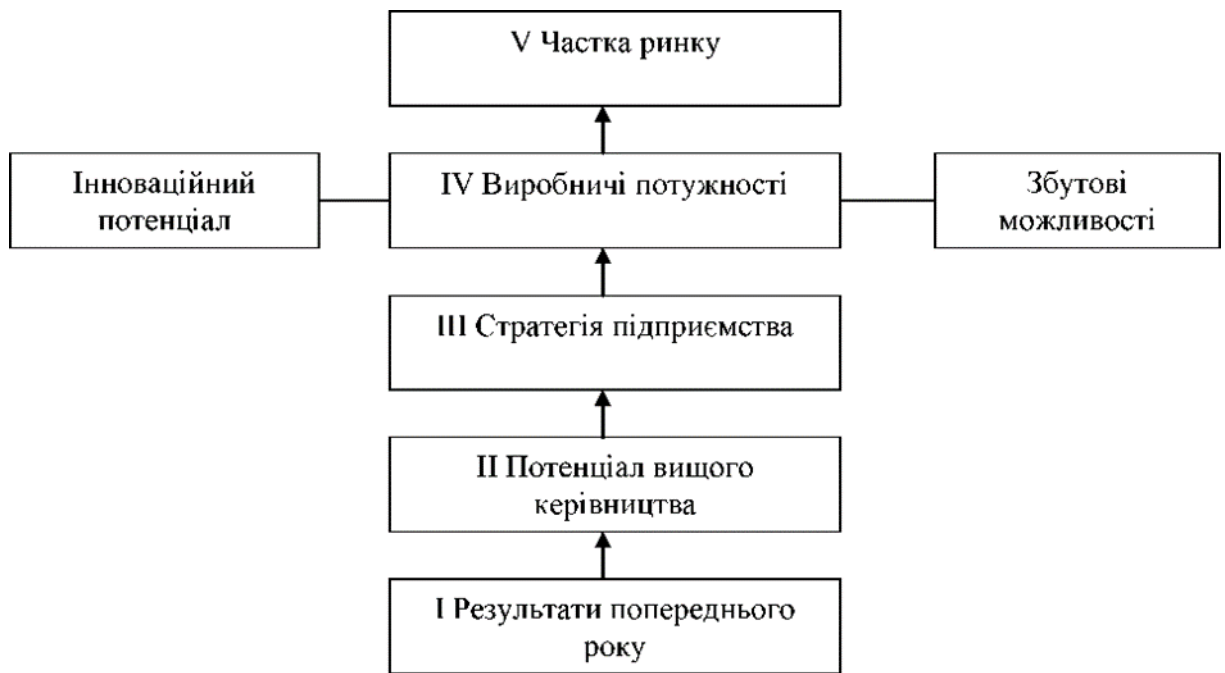 V Частка ринку
Інноваційний
потенціал
IV Виробничі потужності
Збутові
можливості
III Стратегія підприємства
II Потенціал вищого
керівництва
I Результати попереднього
року